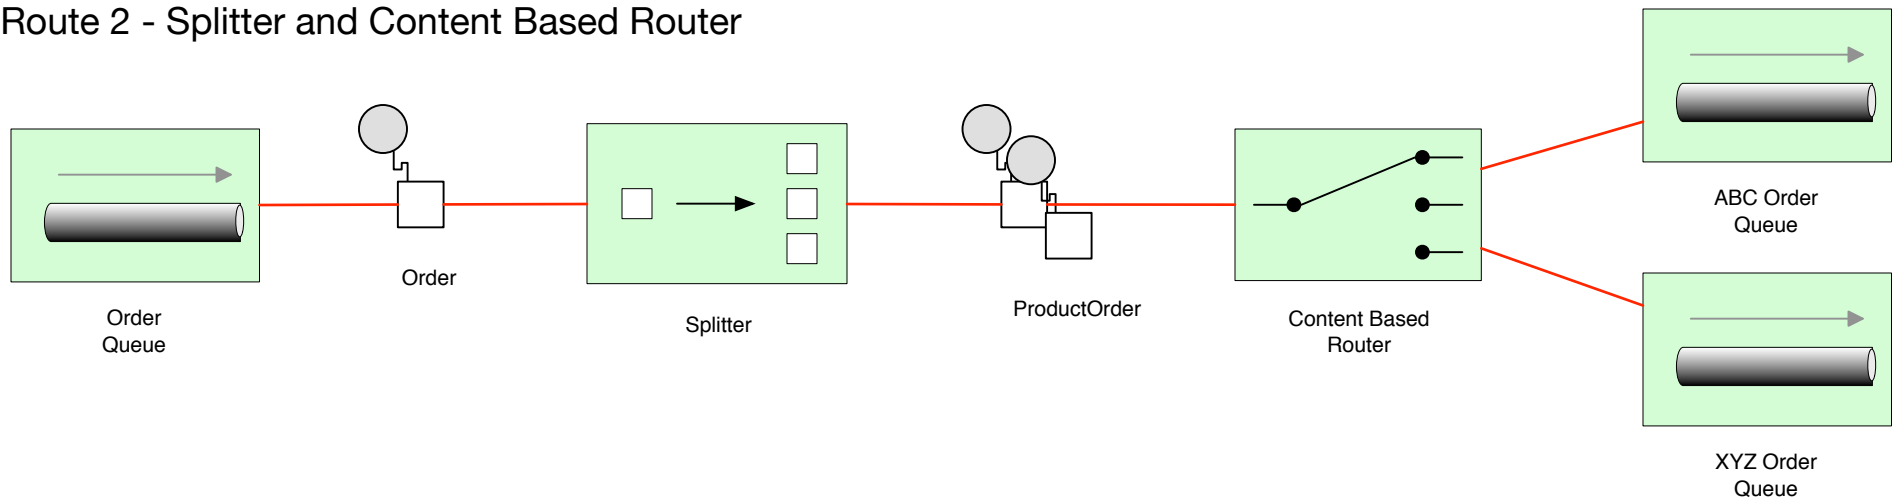 Route 2 - Splitter and Content Based Router
Order
Queue
Order
Splitter
ProductOrder
Content Based
Router
ABC Order
Queue
XYZ Order
Queue